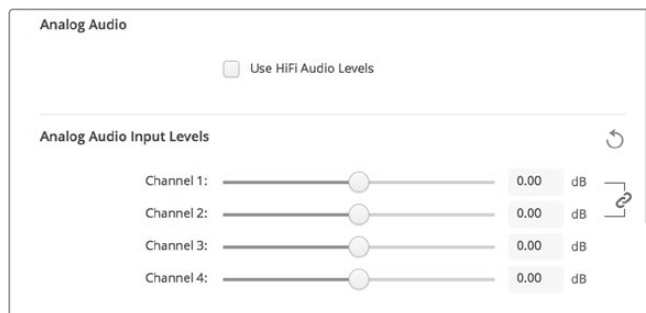 Analog Audio
Use HiFi Audio Levels
Analog Audio Input Levels
Channel 1: 0.00 dB
Channel 2: 0.00 dB
Channel 3: 0.00 dB
Channel 4: 0.00 dB